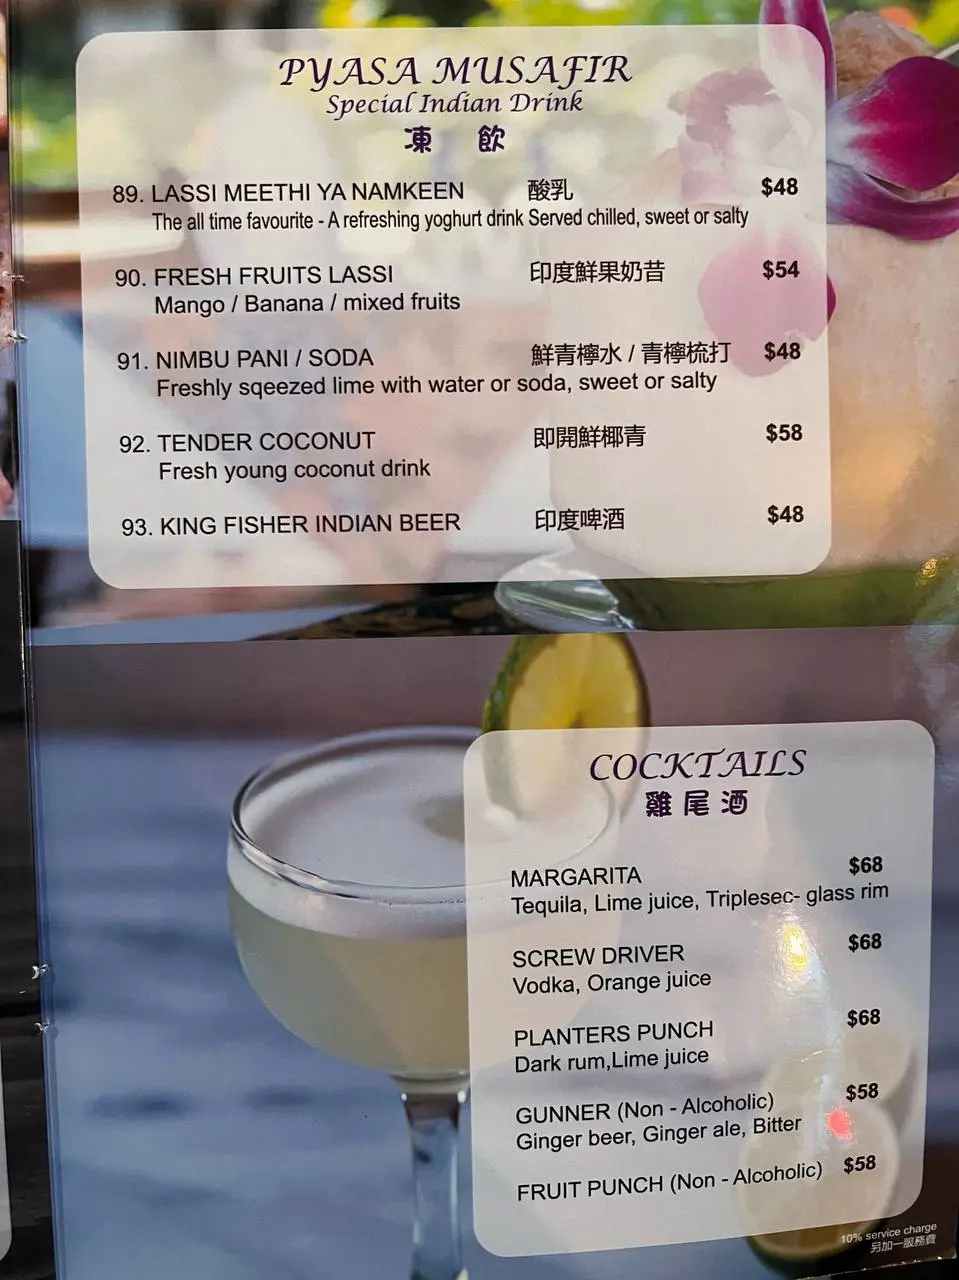 PYASA MUSAFIR
Special Indian Drink
凍 飲
89. LASSI MEETHI YA NAMKEEN 酸乳 $48
The all time favourite - A refreshing yoghurt drink Served chilled, sweet or salty
90. FRESH FRUITS LASSI 印度鮮果奶昔 $54
Mango / Banana / mixed fruits
91. NIMBU PANI / SODA 鮮青檸水 / 青檸梳打 $48
Freshly sqeezed lime with water or soda, sweet or salty
92. TENDER COCONUT 即開鮮椰青 $58
Fresh young coconut drink
93. KING FISHER INDIAN BEER 印度啤酒 $48
COCKTAILS
雞尾酒
MARGARITA $68
Tequila, Lime juice, Triplesec- glass rim
SCREW DRIVER $68
Vodka, Orange juice
PLANTERS PUNCH $68
Dark rum,Lime juice
GUNNER (Non - Alcoholic) $58
Ginger beer, Ginger ale, Bitter
FRUIT PUNCH (Non - Alcoholic) $58
10% service charge
另加一服務費